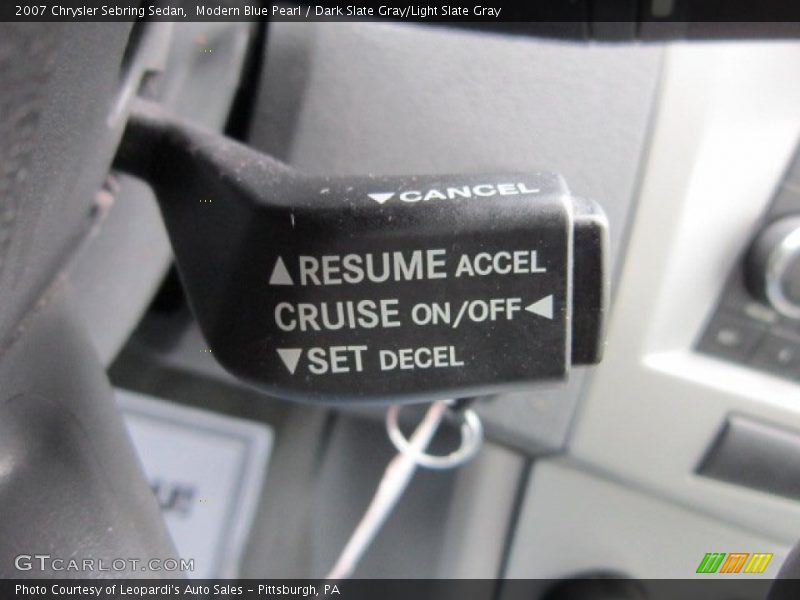 2007 Chrysler Sebring Sedan, Modern Blue Pearl / Dark Slate Gray/Light Slate Gray
▼CANCEL
▲RESUME ACCEL
CRUISE ON/OFF◀
▼SET DECEL
GTCARLOT.COM
Photo Courtesy of Leopardi's Auto Sales - Pittsburgh, PA